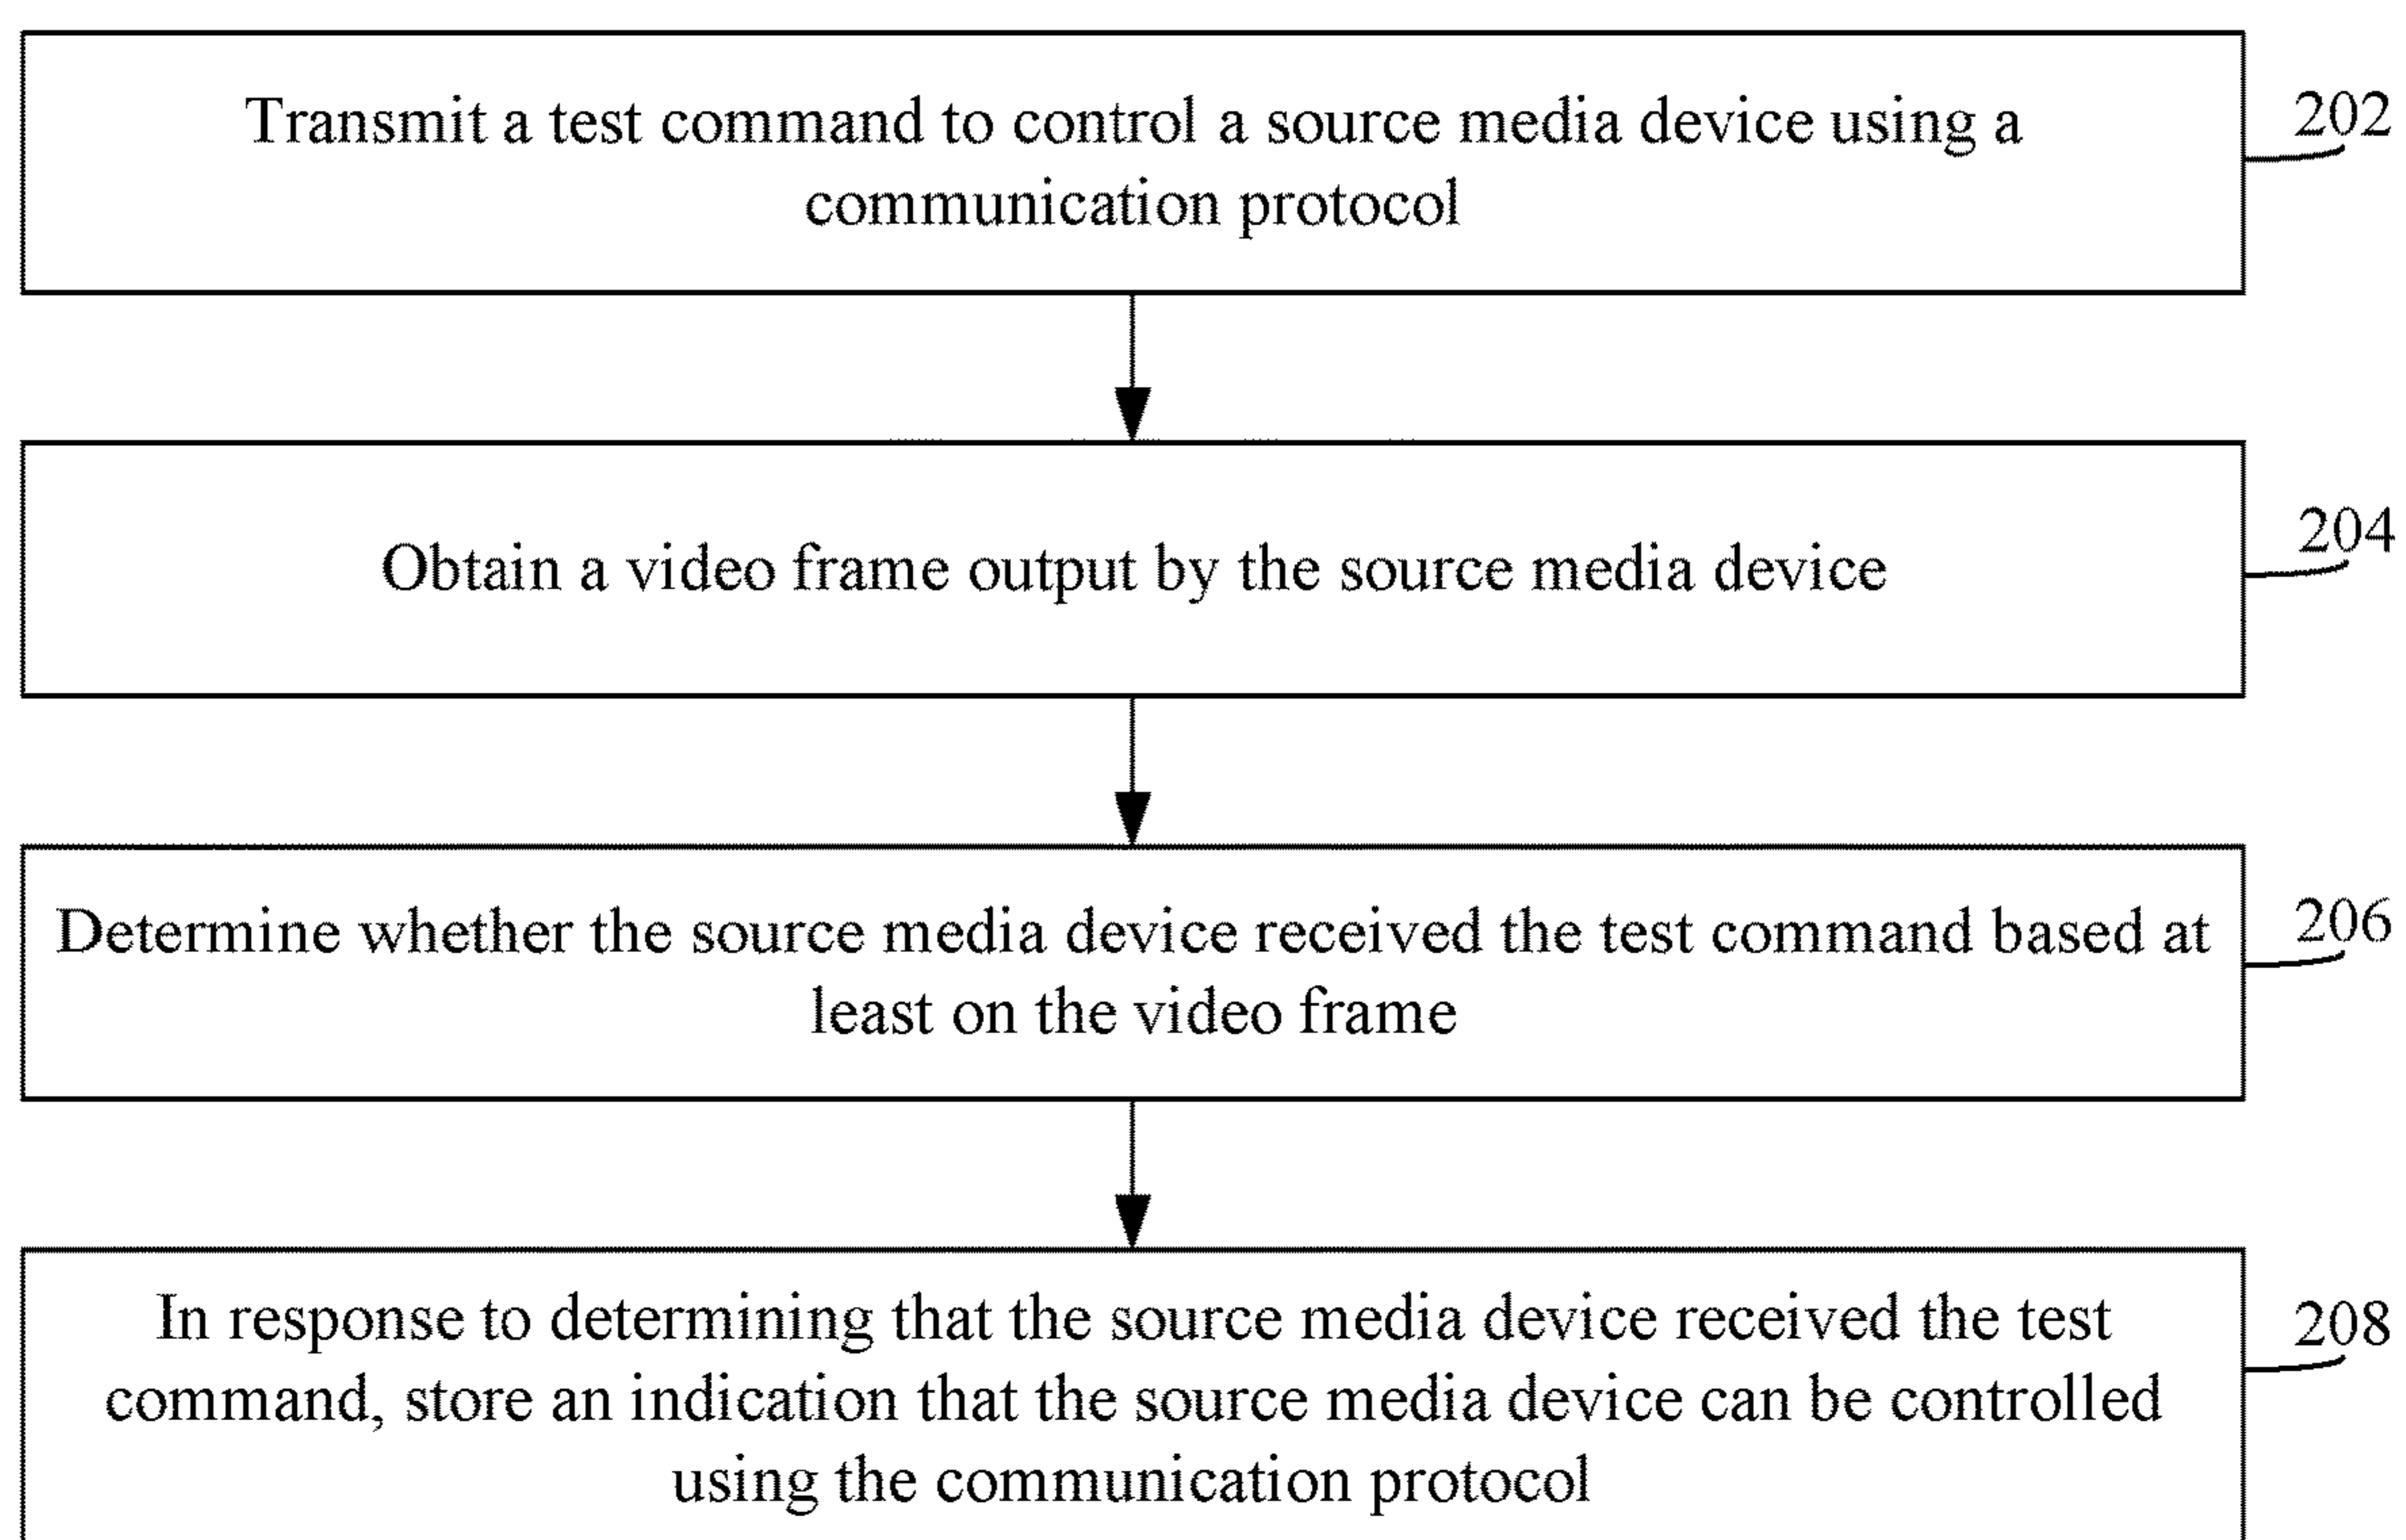 Transmit a test command to control a source media device using a
communication protocol
202
Obtain a video frame output by the source media device
204
Determine whether the source media device received the test command based at
least on the video frame
206
In response to determining that the source media device received the test
command, store an indication that the source media device can be controlled
using the communication protocol
208